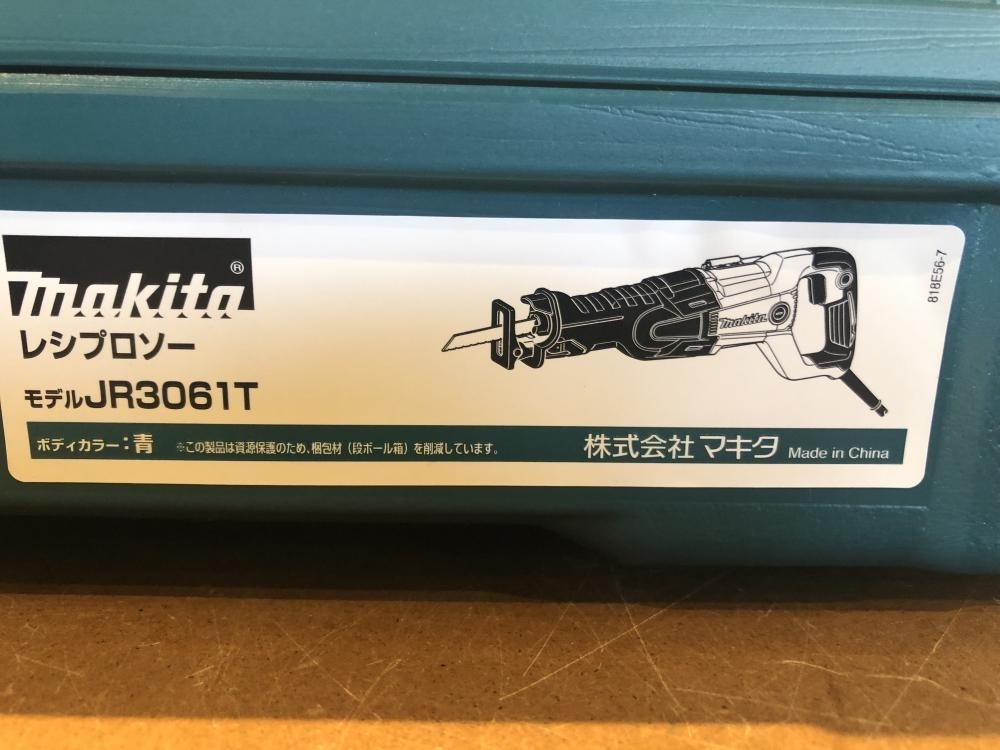 makita®
レシプロソー
モデルJR3061T
ボディカラー：青 ※この製品は資源保護のため、梱包材（段ボール箱）を削減しています。 株式会社 マキタ Made in China
makita
818E56-7